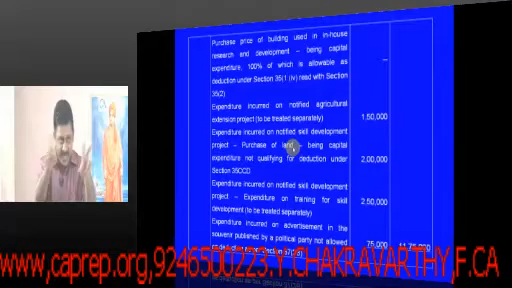 Purchase price of building used in in-house
research and development – being capital
expenditure, 100% of which is allowable as
deduction under Section 35(1 (iv) read with Section
35(2)
–
Expenditure incurred on notified agricultural
extension project (to be treated separately)
1,50,000
Expenditure incurred on notified skill development
project – Purchase of land – being capital
expenditure not qualifying for deduction under
Section 35CCD
2,00,000
Expenditure incurred on notified skill development
project – Expenditure on training for skill
development (to be treated separately)
2,50,000
Expenditure incurred on advertisement in the
souvenir published by a political party not allowed
75,000
www,caprep.org,9246500223.Y.CHAKRAVARTHY,F.CA